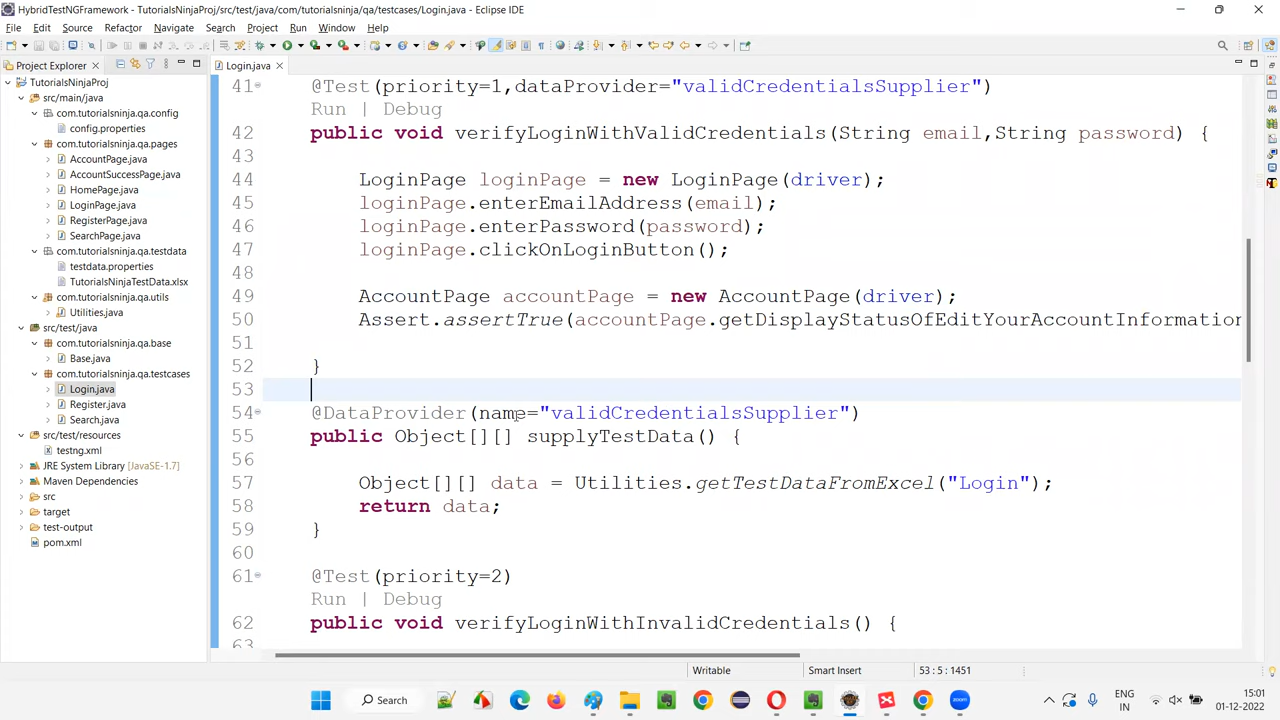 HybridTestNGFramework - TutorialsNinjaProj/src/test/java/com/tutorialsninja/qa/testcases/Login.java - Eclipse IDE
File Edit Source Refactor Navigate Search Project Run Window Help
Project Explorer
Login.java
TutorialsNinjaProj
src/main/java
com.tutorialsninja.qa.config
config.properties
com.tutorialsninja.qa.pages
AccountPage.java
AccountSuccessPage.java
HomePage.java
LoginPage.java
RegisterPage.java
SearchPage.java
com.tutorialsninja.qa.testdata
testdata.properties
TutorialsNinjaTestData.xlsx
com.tutorialsninja.qa.utils
Utilities.java
src/test/java
com.tutorialsninja.qa.base
Base.java
com.tutorialsninja.qa.testcases
Login.java
Register.java
Search.java
src/test/resources
testng.xml
JRE System Library [JavaSE-1.7]
Maven Dependencies
src
target
test-output
pom.xml
41 @Test(priority=1,dataProvider="validCredentialsSupplier")
Run | Debug
42 public void verifyLoginWithValidCredentials(String email,String password) {
43
44 LoginPage loginPage = new LoginPage(driver);
45 loginPage.enterEmailAddress(email);
46 loginPage.enterPassword(password);
47 loginPage.clickOnLoginButton();
48
49 AccountPage accountPage = new AccountPage(driver);
50 Assert.assertTrue(accountPage.getDisplayStatusOfEditYourAccountInformation
51
52 }
53
54 @DataProvider(name="validCredentialsSupplier")
55 public Object[][] supplyTestData() {
56
57 Object[][] data = Utilities.getTestDataFromExcel("Login");
58 return data;
59 }
60
61 @Test(priority=2)
Run | Debug
62 public void verifyLoginWithInvalidCredentials() {
63
Writable Smart Insert 53 : 5 : 1451
Search
ENG
IN
15:01
01-12-2022